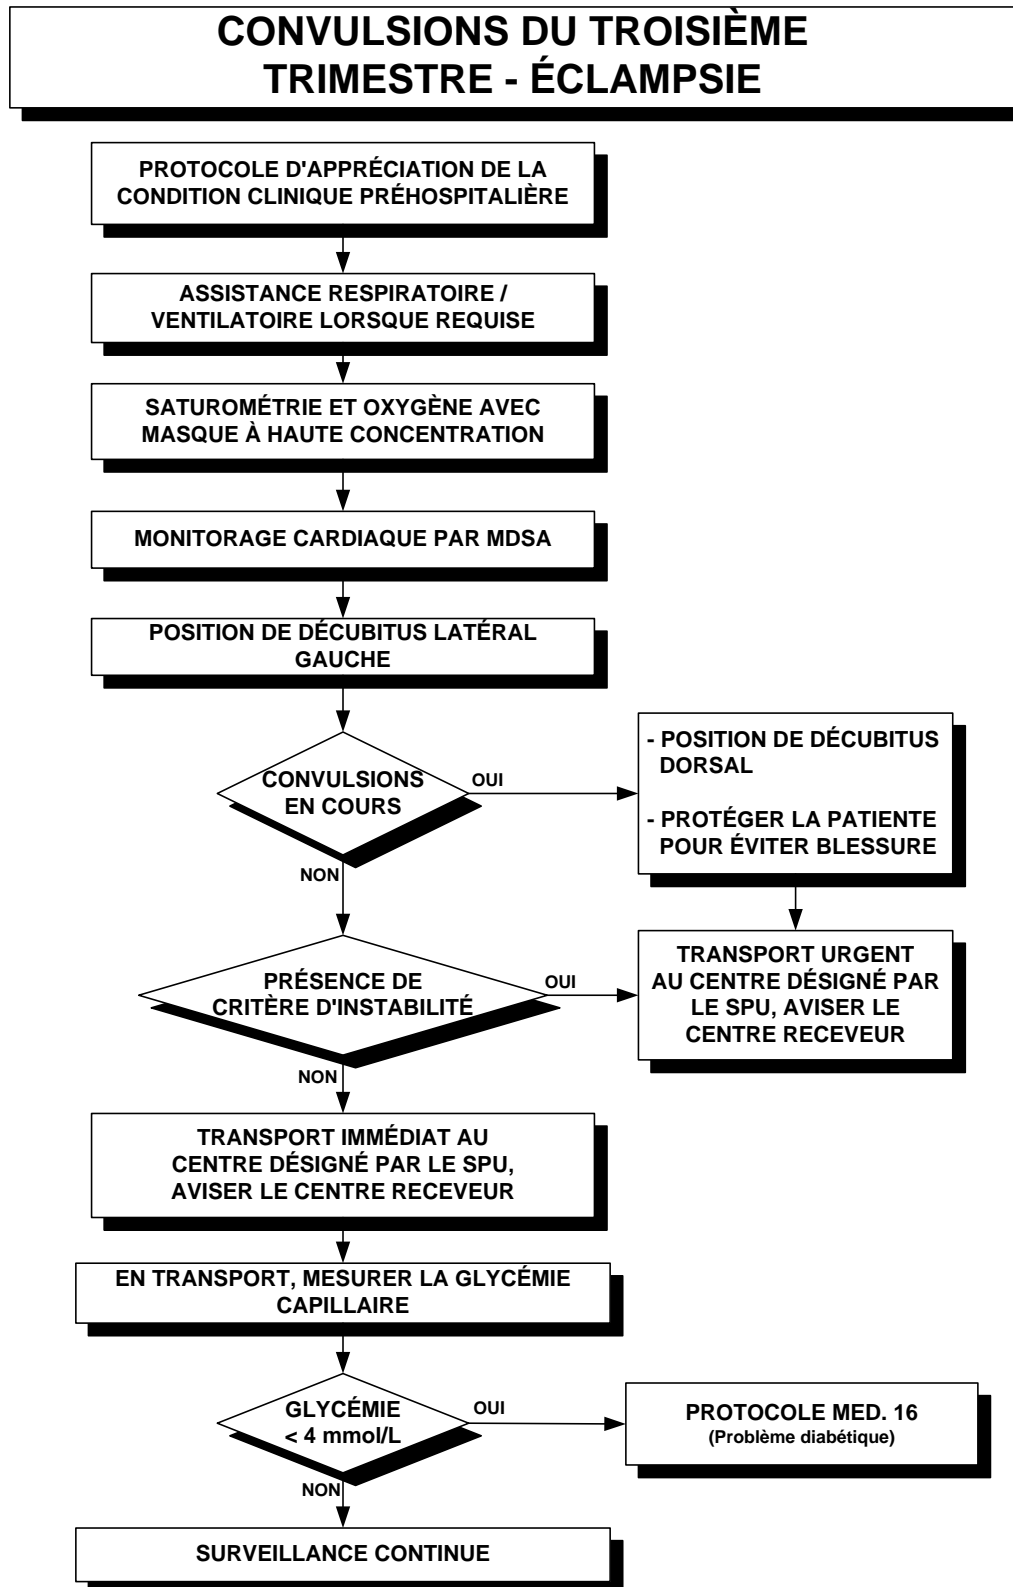 CONVULSIONS DU TROISIÈME
TRIMESTRE - ÉCLAMPSIE
PROTOCOLE D'APPRÉCIATION DE LA
CONDITION CLINIQUE PRÉHOSPITALIÈRE
ASSISTANCE RESPIRATOIRE /
VENTILATOIRE LORSQUE REQUISE
SATUROMÉTRIE ET OXYGÈNE AVEC
MASQUE À HAUTE CONCENTRATION
MONITORAGE CARDIAQUE PAR MDSA
POSITION DE DÉCUBITUS LATÉRAL
GAUCHE
CONVULSIONS
EN COURS
OUI
- POSITION DE DÉCUBITUS
DORSAL
- PROTÉGER LA PATIENTE
POUR ÉVITER BLESSURE
NON
PRÉSENCE DE
CRITÈRE D'INSTABILITÉ
OUI
TRANSPORT URGENT
AU CENTRE DÉSIGNÉ PAR
LE SPU, AVISER LE
CENTRE RECEVEUR
NON
TRANSPORT IMMÉDIAT AU
CENTRE DÉSIGNÉ PAR LE SPU,
AVISER LE CENTRE RECEVEUR
EN TRANSPORT, MESURER LA GLYCÉMIE
CAPILLAIRE
GLYCÉMIE
< 4 mmol/L
OUI
PROTOCOLE MED. 16
(Problème diabétique)
NON
SURVEILLANCE CONTINUE